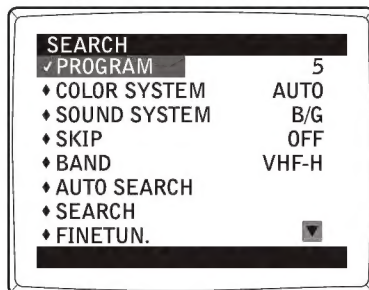 SEARCH
✓PROGRAM 5
♦COLOR SYSTEM AUTO
♦SOUND SYSTEM B/G
♦SKIP OFF
♦BAND VHF-H
♦AUTO SEARCH
♦SEARCH
♦FINETUN. ▼